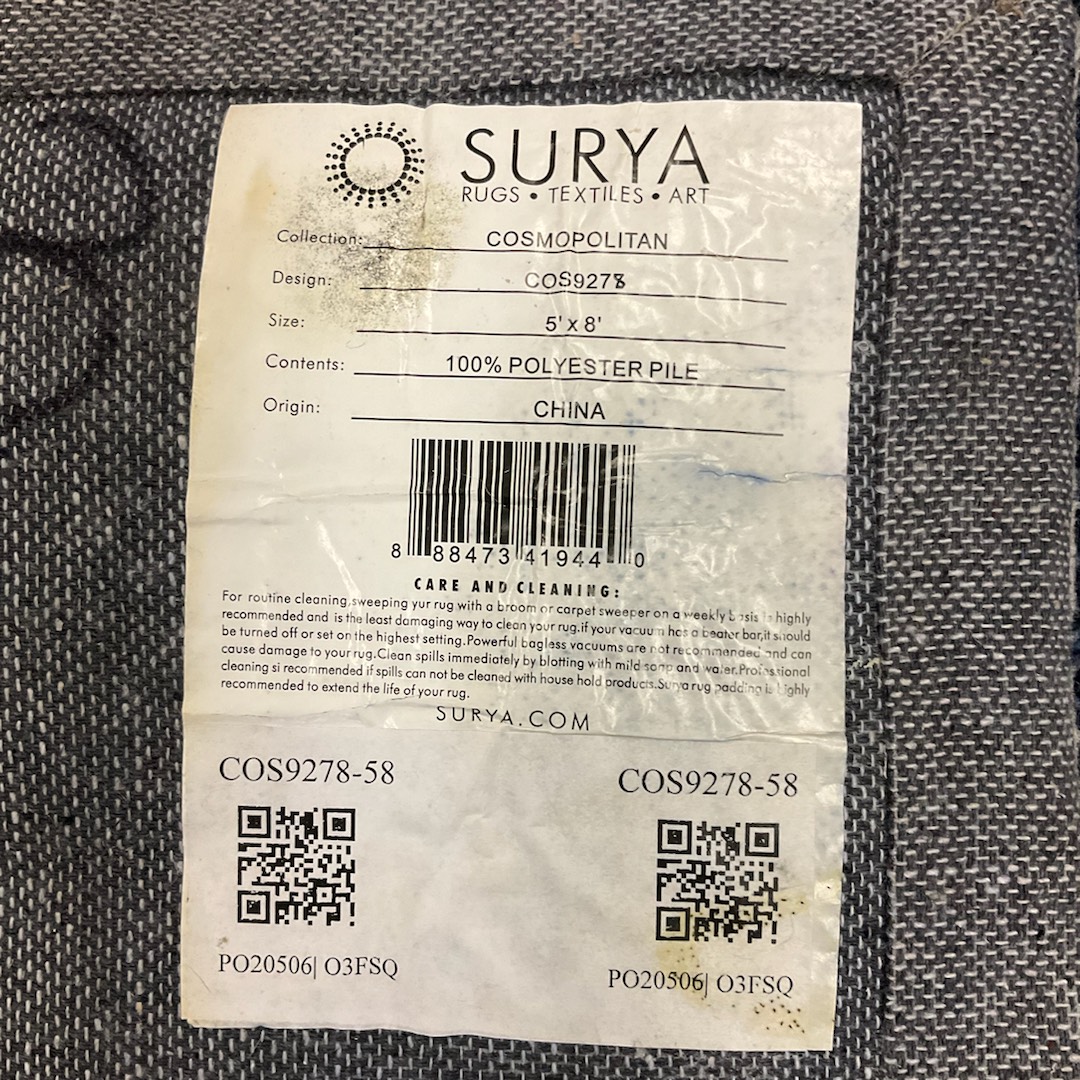 SURYA
RUGS • TEXTILES • ART
Collection: COSMOPOLITAN
Design: COS9278
Size: 5' x 8'
Contents: 100% POLYESTER PILE
Origin: CHINA
8 88473 41944 0
CARE AND CLEANING:
For routine cleaning,sweeping yur rug with a broom or carpet sweeper on a weekly basis is highly
recommended and is the least damaging way to clean your rug.if your vacuum has a beater bar,it should
be turned off or set on the highest setting.Powerful bagless vacuums are not recommended and can
cause damage to your rug.Clean spills immediately by blotting with mild soap and water.Professional
cleaning si recommended if spills can not be cleaned with house hold products.Surya rug padding is highly
recommended to extend the life of your rug.
SURYA.COM
COS9278-58
COS9278-58
PO20506| O3FSQ
PO20506| O3FSQ